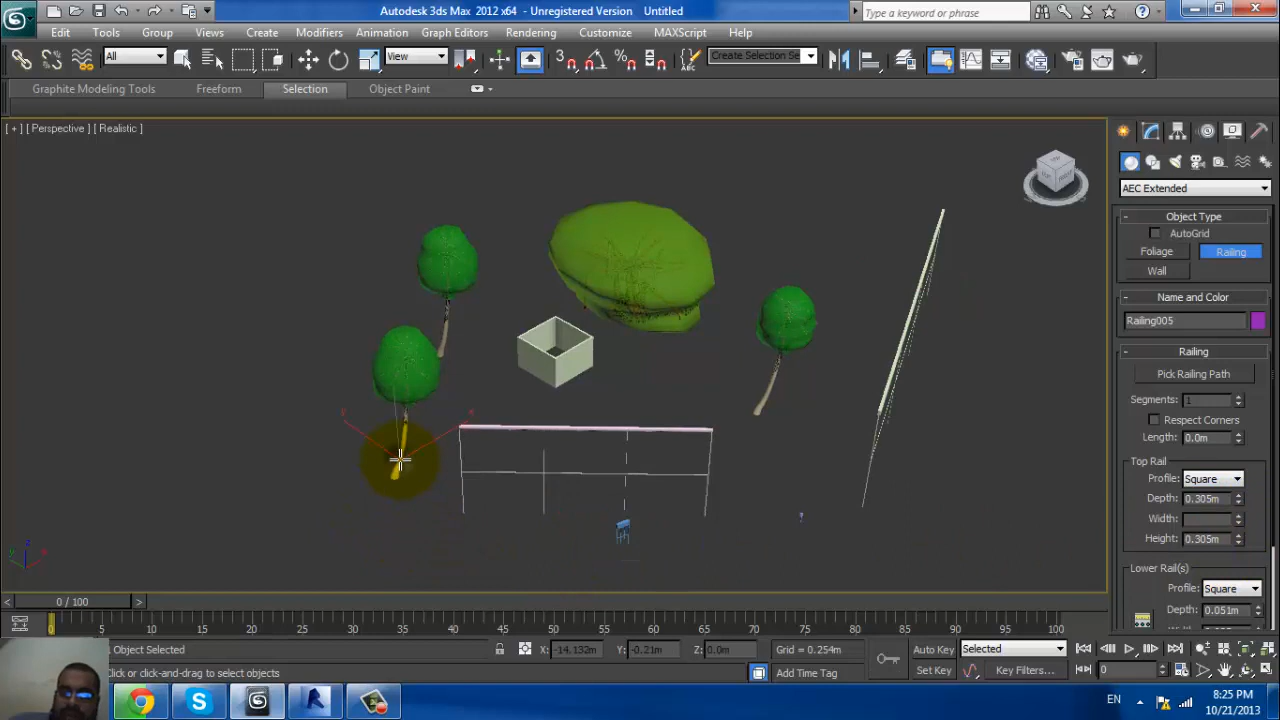 Autodesk 3ds Max 2012 x64 - Unregistered Version Untitled
Type a keyword or phrase
Edit Tools Group Views Create Modifiers Animation Graph Editors Rendering Customize MAXScript Help
All View 3 Create Selection Se
Graphite Modeling Tools Freeform Selection Object Paint
[ + ] [ Perspective ] [ Realistic ]
AEC Extended
- Object Type
AutoGrid
Foliage Railing
Wall
- Name and Color
Railing005
- Railing
Pick Railing Path
Segments: 1
Respect Corners
Length: 0.0m
Top Rail
Profile: Square
Depth: 0.305m
Width:
Height: 0.305m
Lower Rail(s)
Profile: Square
Depth: 0.051m
y x
z
y x
< 0 / 100 >
0 5 10 15 20 25 30 35 40 45 50 55 60 65 70 75 80 85 90 95 100
Object Selected X: -14.132m Y: -0.21m Z: 0.0m Grid = 0.254m Auto Key Selected
click or click-and-drag to select objects Add Time Tag Set Key Key Filters... 0
EN 8:25 PM
10/21/2013